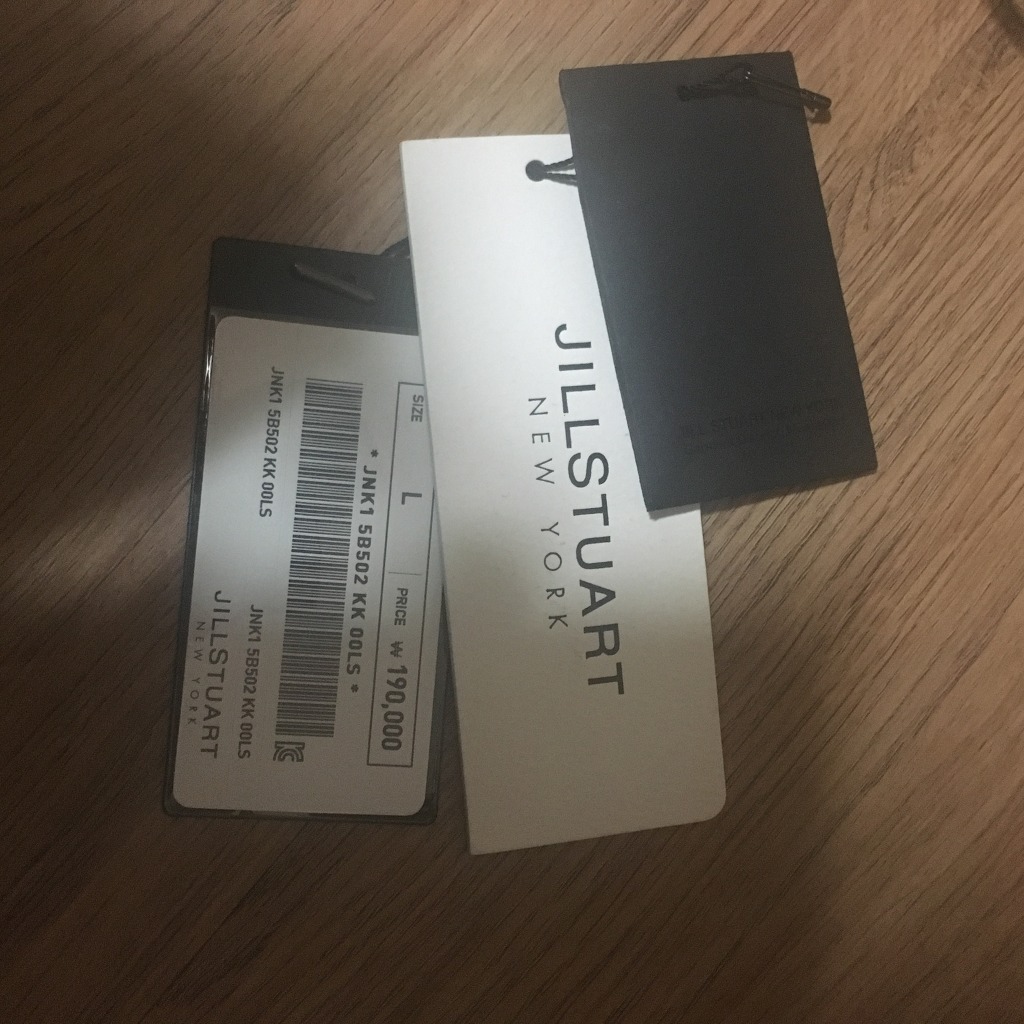 SIZE L PRICE ₩ 190,000
* JNK1 5B502 KK 00LS *
JNK1 5B502 KK 00LS
JNK1 5B502 KK 00LS
JILLSTUART
NEW YORK
JILLSTUART
NEW YORK